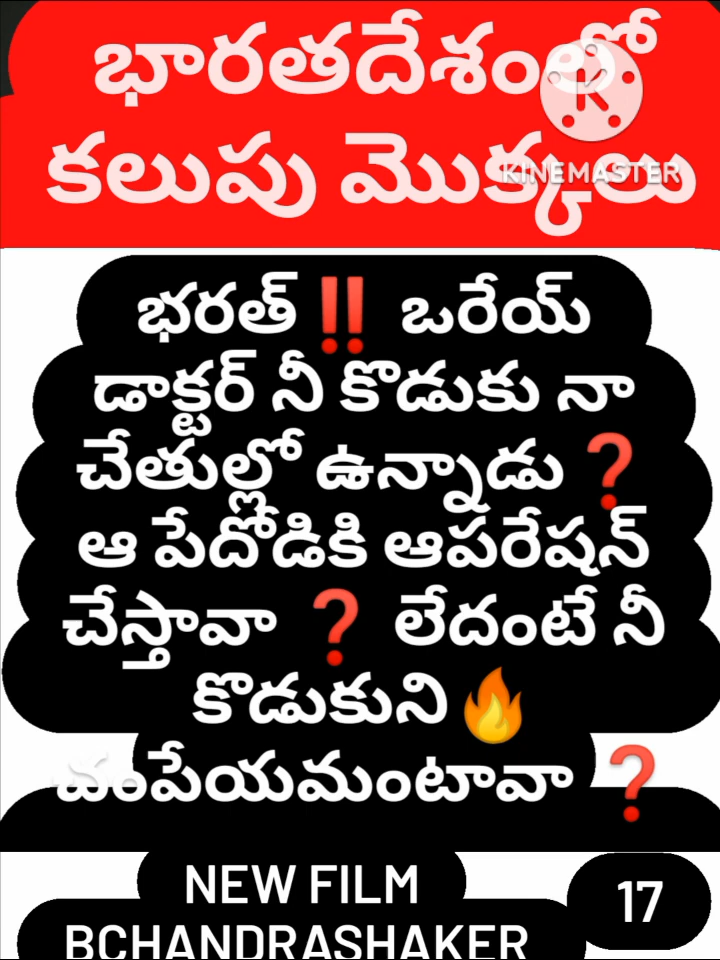 భారతదేశంలో
కలుపు మొక్కలు
KINEMASTER
భరత్ ‼ ఒరేయ్
డాక్టర్ నీ కొడుకు నా
చేతుల్లో ఉన్నాడు ❓
ఆ పేదోడికి ఆపరేషన్
చేస్తావా ❓ లేదంటే నీ
కొడుకుని 🔥
చంపేయమంటావా ❓
NEW FILM
17
BCHANDRASHAKER